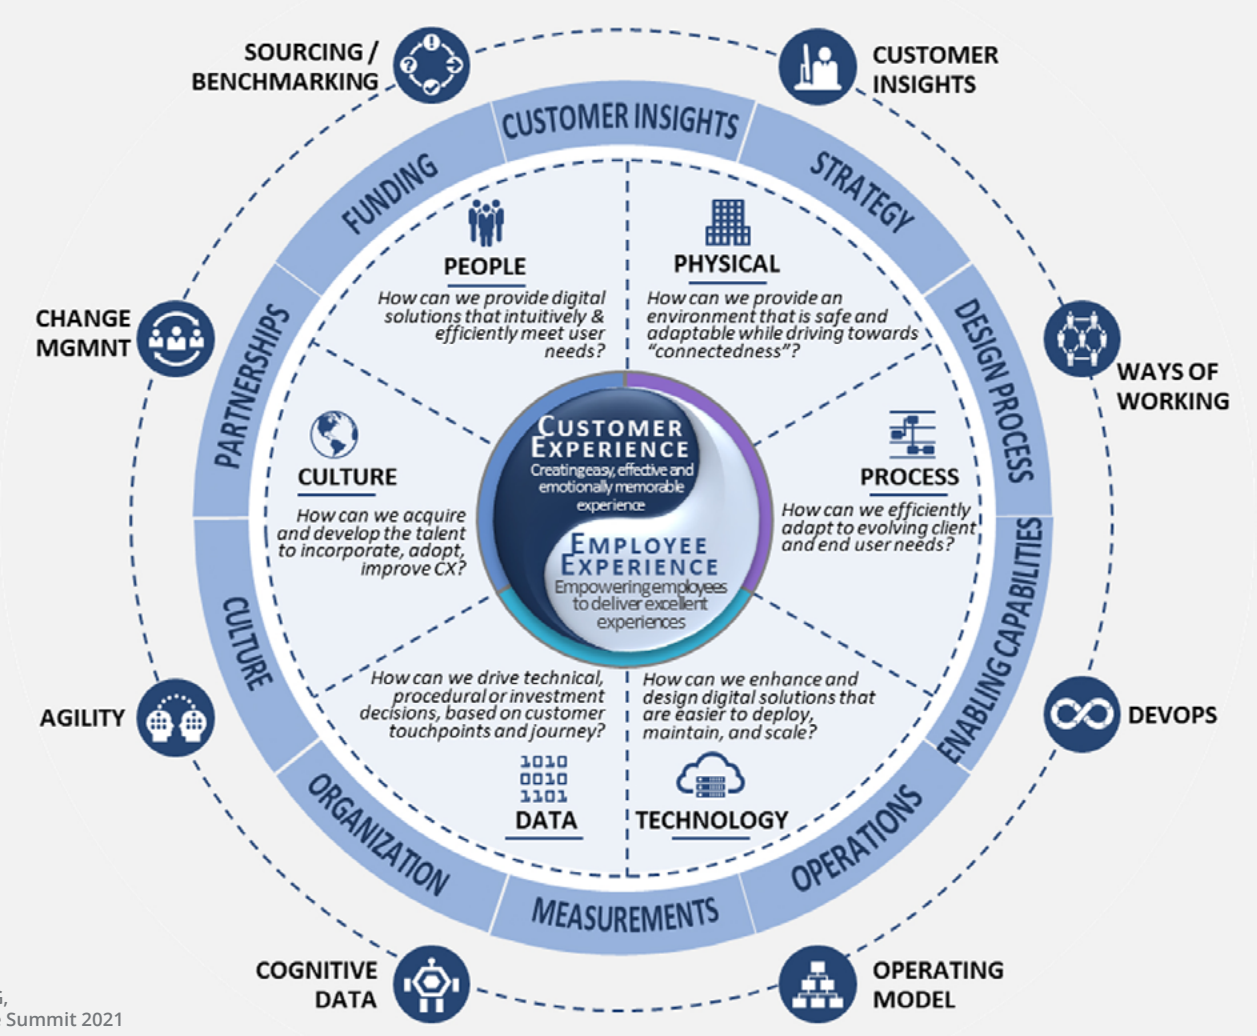 SOURCING /
BENCHMARKING
CUSTOMER
INSIGHTS
CUSTOMER INSIGHTS
FUNDING
STRATEGY
PEOPLE
How can we provide digital
solutions that intuitively &
efficiently meet user
needs?
PHYSICAL
How can we provide an
environment that is safe and
adaptable while driving towards
“connectedness”?
CHANGE
MGMNT
PARTNERSHIPS
DESIGN PROCESS
WAYS OF
WORKING
CULTURE
How can we acquire
and develop the talent
to incorporate, adopt,
improve CX?
CUSTOMER
EXPERIENCE
Creating easy, effective and
emotionally memorable
experience
EMPLOYEE
EXPERIENCE
Empowering employees
to deliver excellent
experiences
PROCESS
How can we efficiently
adapt to evolving client
and end user needs?
CULTURE
ENABLING CAPABILITIES
AGILITY
DEVOPS
How can we drive technical,
procedural or investment
decisions, based on customer
touchpoints and journey?
1010
0010
1101
DATA
How can we enhance and
design digital solutions that
are easier to deploy,
maintain, and scale?
TECHNOLOGY
ORGANIZATION
MEASUREMENTS
OPERATIONS
COGNITIVE
DATA
OPERATING
MODEL
Summit 2021